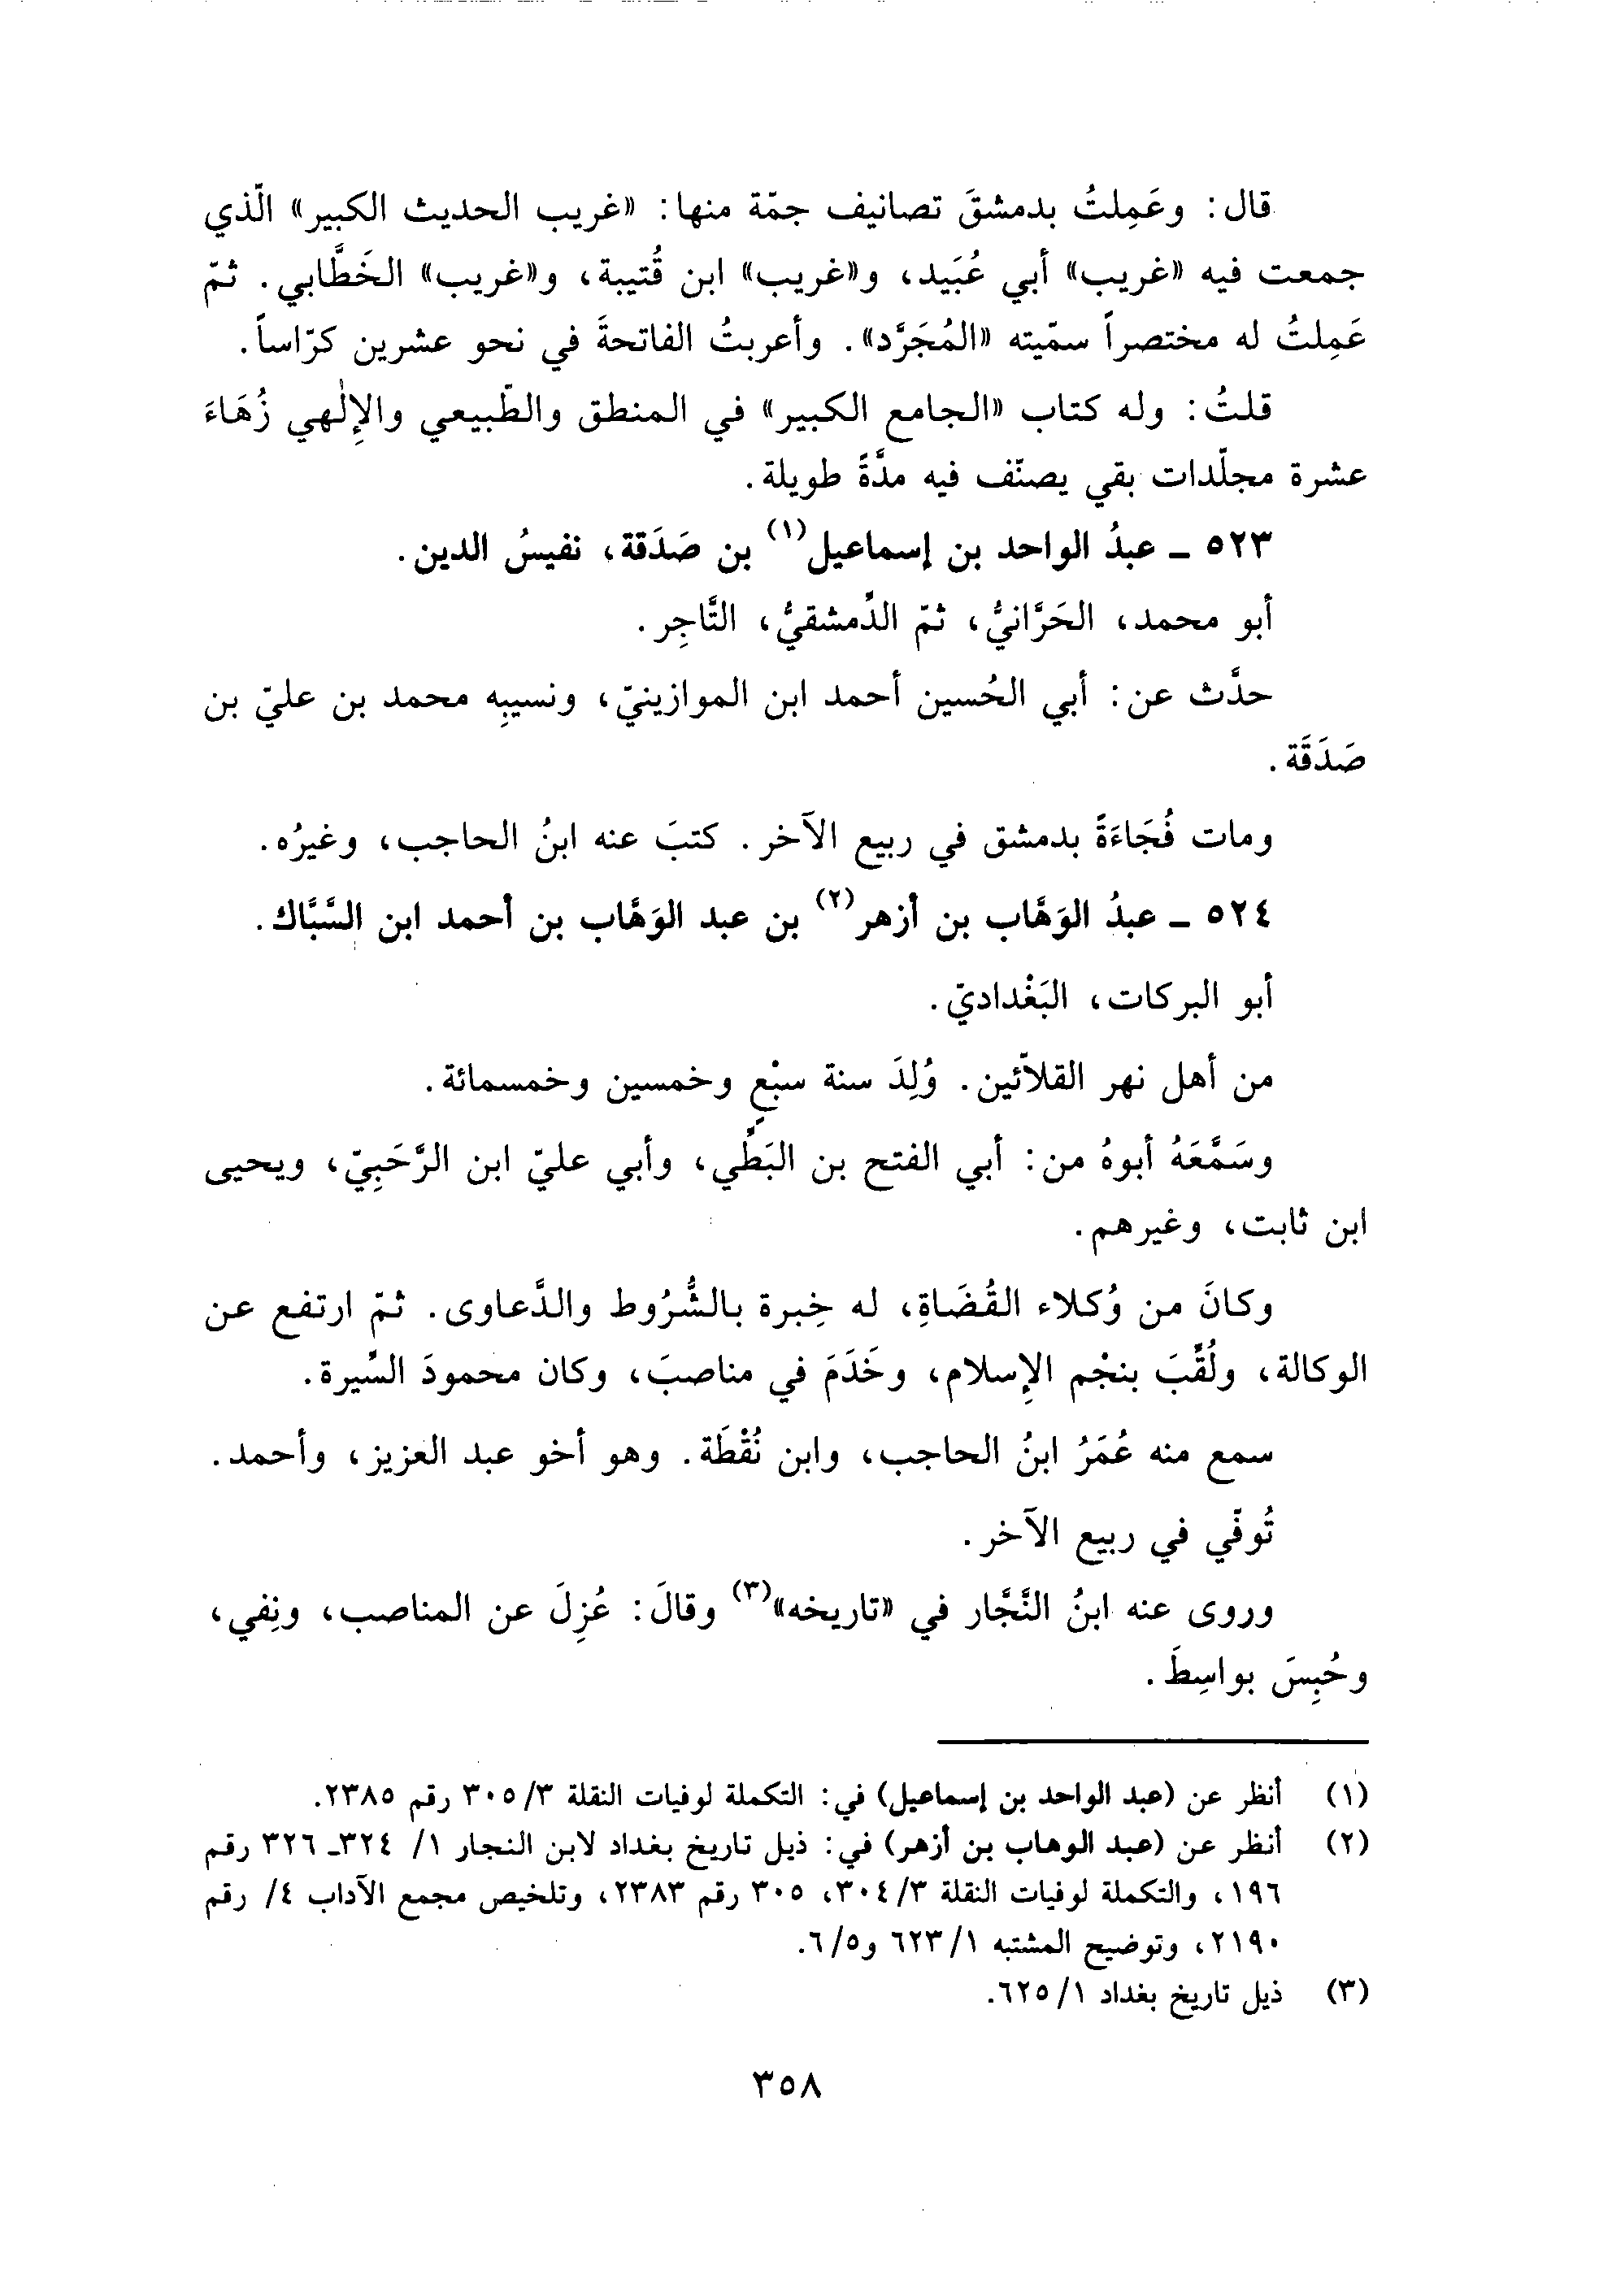 قال: وعَمِلتُ بدمشقَ تصانيف جمّة منها: «غريب الحديث الكبير» الّذي
جمعت فيه «غريب» أبي عُبَيد، و«غريب» ابن قُتيبة، و«غريب» الخَطَّابي. ثمّ
عَمِلتُ له مختصراً سمّيته «المُجَرَّد». وأعربتُ الفاتحةَ في نحو عشرين كرّاساً.
قلتُ: وله كتاب «الجامع الكبير» في المنطق والطّبيعي والإلٰهي زُهَاءَ
عشرة مجلّدات بقي يصنّف فيه مدَّةً طويلة.
٥٢٣ ـ عبدُ الواحد بن إسماعيل(١) بن صَدَقة، نفيسُ الدين.
أبو محمد، الحَرَّانيُّ، ثمّ الدِّمشقيُّ، التَّاجِر.
حدَّث عن: أبي الحُسين أحمد ابن الموازينيّ، ونسيبِه محمد بن عليّ بن
صَدَقَة.
ومات فُجَاءَةً بدمشق في ربيع الآخر. كتبَ عنه ابنُ الحاجب، وغيرُه.
٥٢٤ ـ عبدُ الوَهَّاب بن أزهر(٢) بن عبد الوَهَّاب بن أحمد ابن السَّبَّاك.
أبو البركات، البَغْداديّ.
من أهل نهر القلاّئين. وُلِدَ سنة سبْعٍ وخمسين وخمسمائة.
وسَمَّعَهُ أبوهُ من: أبي الفتح بن البَطِّي، وأبي عليّ ابن الرَّحَبِيّ، ويحيى
ابن ثابت، وغيرهم.
وكانَ من وُكلاء القُضَاةِ، له خِبرة بالشُّرُوط والدَّعاوى. ثمّ ارتفع عن
الوكالة، ولُقِّبَ بنجْم الإسلام، وخَدَمَ في مناصبَ، وكان محمودَ السِّيرة.
سمع منه عُمَرُ ابنُ الحاجب، وابن نُقْطَة. وهو أخو عبد العزيز، وأحمد.
تُوفّي في ربيع الآخر.
وروى عنه ابنُ النَّجَّار في «تاريخه»(٣) وقالَ: عُزِلَ عن المناصب، ونِفي،
وحُبِسَ بواسِطَ.
(١) أنظر عن (عبد الواحد بن إسماعيل) في: التكملة لوفيات النقلة ٣/ ٣٠٥ رقم ٢٣٨٥.
(٢) أنظر عن (عبد الوهاب بن أزهر) في: ذيل تاريخ بغداد لابن النجار ١/ ٣٢٤ـ ٣٢٦ رقم
١٩٦، والتكملة لوفيات النقلة ٣/ ٣٠٤، ٣٠٥ رقم ٢٣٨٣، وتلخيص مجمع الآداب ٤/ رقم
٢١٩٠، وتوضيح المشتبه ١/ ٦٢٣ و٥/ ٦.
(٣) ذيل تاريخ بغداد ١/ ٦٢٥.
٣٥٨